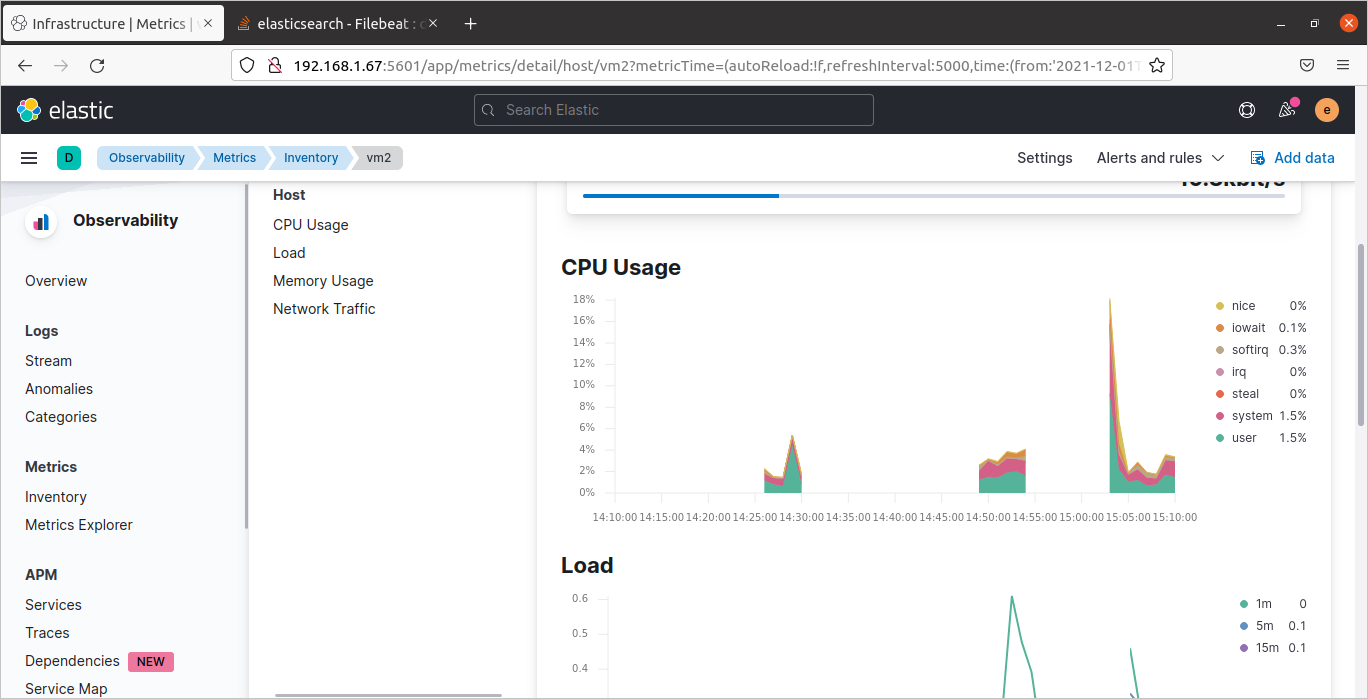 Infrastructure | Metrics |
elasticsearch - Filebeat :
192.168.1.67:5601/app/metrics/detail/host/vm2?metricTime=(autoReload:!f,refreshInterval:5000,time:(from:'2021-12-01T
elastic
Search Elastic
e
D
Observability
Metrics
Inventory
vm2
Settings
Alerts and rules
Add data
Observability
Overview
Logs
Stream
Anomalies
Categories
Metrics
Inventory
Metrics Explorer
APM
Services
Traces
Dependencies NEW
Service Map
Host
CPU Usage
Load
Memory Usage
Network Traffic
CPU Usage
18%
16%
14%
12%
10%
8%
6%
4%
2%
0%
14:10:00 14:15:00 14:20:00 14:25:00 14:30:00 14:35:00 14:40:00 14:45:00 14:50:00 14:55:00 15:00:00 15:05:00 15:10:00
nice 0%
iowait 0.1%
softirq 0.3%
irq 0%
steal 0%
system 1.5%
user 1.5%
Load
0.6
0.5
0.4
1m 0
5m 0.1
15m 0.1